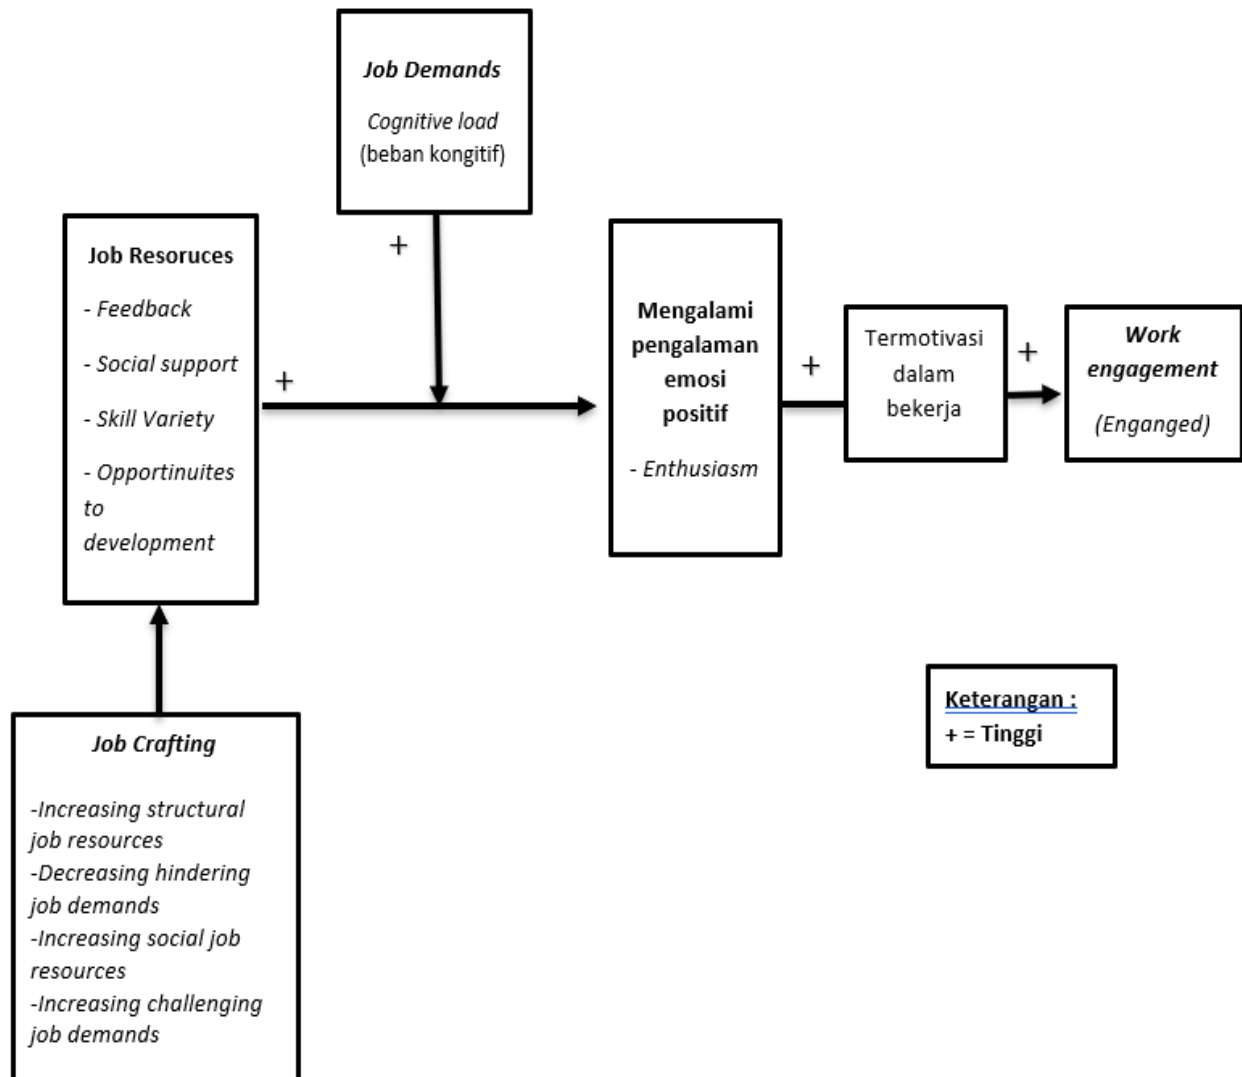 Job Demands
Cognitive load
(beban kongitif)
+
Job Resoruces
- Feedback
- Social support
- Skill Variety
- Opportinuites
to
development
+
Mengalami
pengalaman
emosi
positif
- Enthusiasm
+
Termotivasi
dalam
bekerja
+
Work
engagement
(Enganged)
Job Crafting
-Increasing structural
job resources
-Decreasing hindering
job demands
-Increasing social job
resources
-Increasing challenging
job demands
Keterangan :
+ = Tinggi